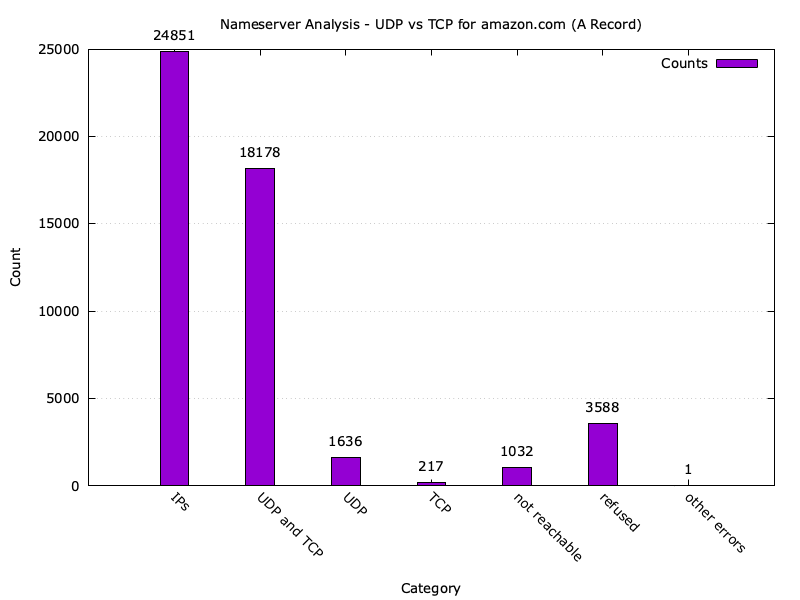 Nameserver Analysis - UDP vs TCP for amazon.com (A Record)
Counts
24851
18178
1636
217
1032
3588
1
25000
20000
15000
10000
5000
0
Count
IPs
UDP and TCP
UDP
TCP
not reachable
refused
other errors
Category